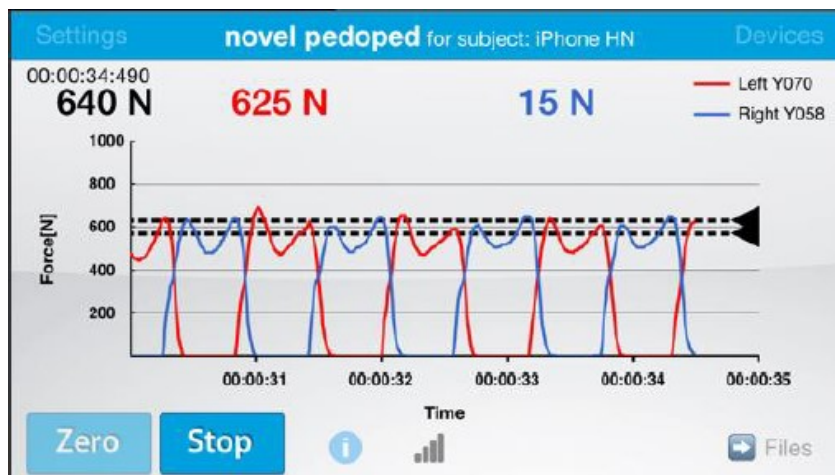 Settings novel pedoped for subject: iPhone HN Devices
00:00:34:490
640 N 625 N 15 N
Left Y070
Right Y058
1000
800
600
400
200
Force[N]
00:00:31 00:00:32 00:00:33 00:00:34 00:00:35
Time
Zero Stop i Files